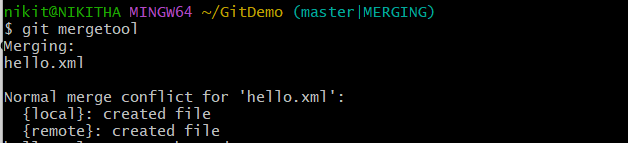 nikit@NIKITHA MINGW64 ~/GitDemo (master|MERGING)
$ git mergetool
Merging:
hello.xml

Normal merge conflict for 'hello.xml':
  {local}: created file
  {remote}: created file